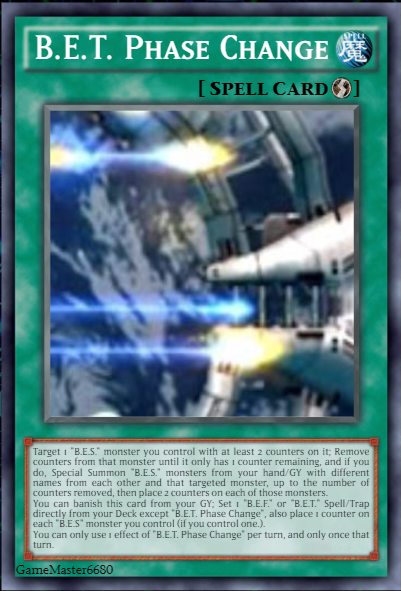 B.E.T. Phase Change
SPELL
魔
[ Spell Card ]
Target 1 "B.E.S." monster you control with at least 2 counters on it; Remove
counters from that monster until it only has 1 counter remaining, and if you
do, Special Summon "B.E.S." monsters from your hand/GY with different
names from each other and that targeted monster, up to the number of
counters removed, then place 2 counters on each of those monsters.
You can banish this card from your GY; Set 1 "B.E.F." or "B.E.T." Spell/Trap
directly from your Deck except "B.E.T. Phase Change", also place 1 counter on
each "B.E.S" monster you control (if you control one.).
You can only use 1 effect of "B.E.T. Phase Change" per turn, and only once that
turn.
GameMaster6680